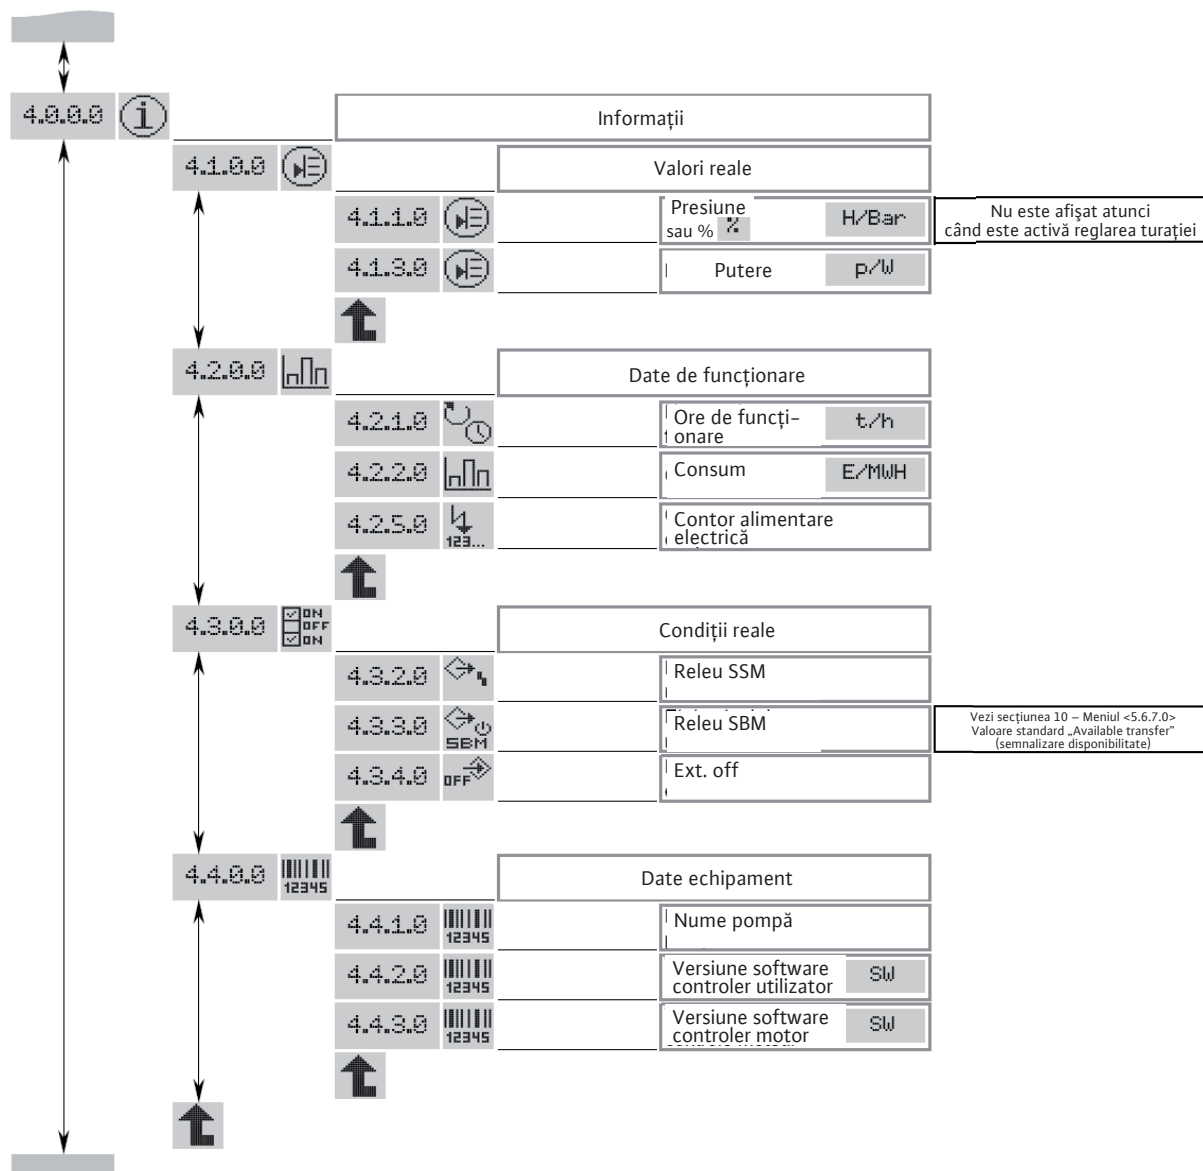 4.0.0.0 i Informații
4.1.0.0 Valori reale
4.1.1.0 Presiune
sau % % H/Bar
Nu este afișat atunci
când este activă reglarea turației
4.1.3.0 Putere p/W
4.2.0.0 Date de funcționare
4.2.1.0 Ore de funcți-
onare t/h
4.2.2.0 Consum E/MWH
4.2.5.0 123... Contor alimentare
electrică
4.3.0.0 ON
OFF
ON
Condiții reale
4.3.2.0 Releu SSM
4.3.3.0 SBM Releu SBM
Vezi secțiunea 10 – Meniul <5.6.7.0>
Valoare standard „Available transfer”
(semnalizare disponibilitate)
4.3.4.0 OFF Ext. off
4.4.0.0 12345 Date echipament
4.4.1.0 12345 Nume pompă
4.4.2.0 12345 Versiune software
controler utilizator SW
4.4.3.0 12345 Versiune software
controler motor SW